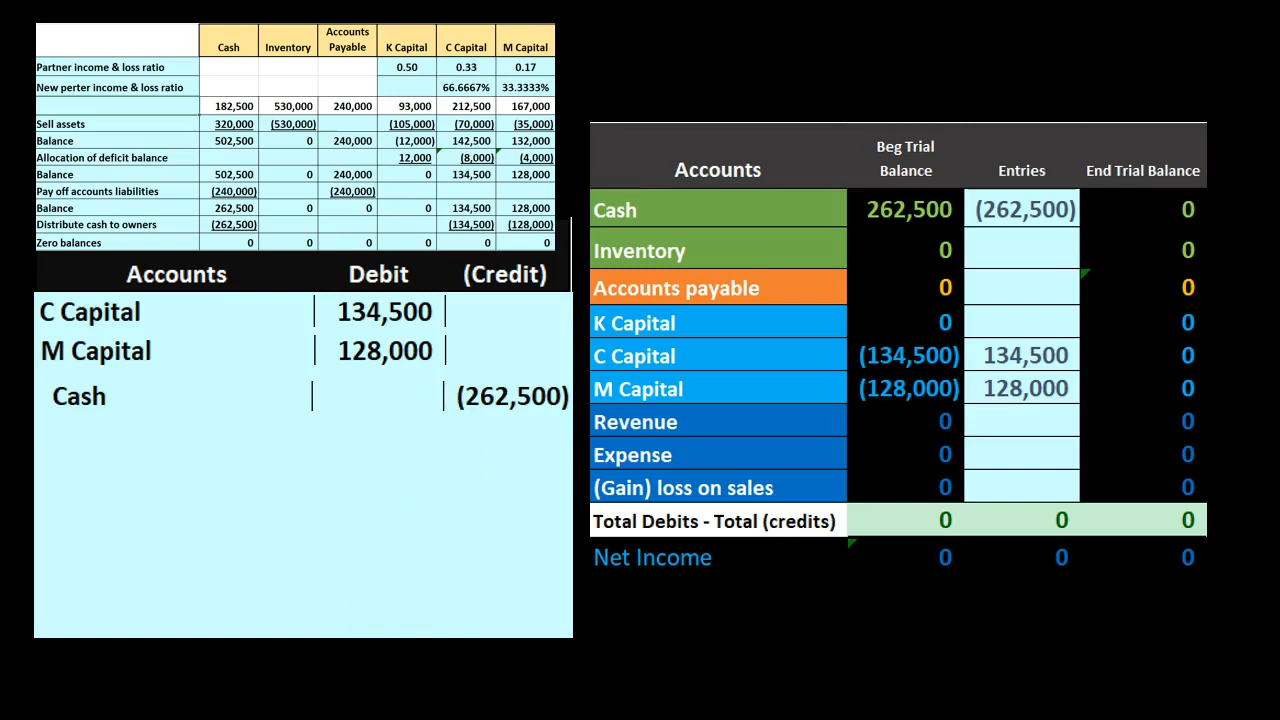 Cash Inventory Accounts Payable K Capital C Capital M Capital
Partner income & loss ratio 0.50 0.33 0.17
New perter income & loss ratio 66.6667% 33.3333%
182,500 530,000 240,000 93,000 212,500 167,000
Sell assets 320,000 (530,000) (105,000) (70,000) (35,000)
Balance 502,500 0 240,000 (12,000) 142,500 132,000
Allocation of deficit balance 12,000 (8,000) (4,000)
Balance 502,500 0 240,000 0 134,500 128,000
Pay off accounts liabilities (240,000) (240,000)
Balance 262,500 0 0 0 134,500 128,000
Distribute cash to owners (262,500) (134,500) (128,000)
Zero balances 0 0 0 0 0 0
Accounts Debit (Credit)
C Capital 134,500
M Capital 128,000
Cash (262,500)
Accounts Beg Trial Balance Entries End Trial Balance
Cash 262,500 (262,500) 0
Inventory 0 0
Accounts payable 0 0
K Capital 0 0
C Capital (134,500) 134,500 0
M Capital (128,000) 128,000 0
Revenue 0 0
Expense 0 0
(Gain) loss on sales 0 0
Total Debits - Total (credits) 0 0 0
Net Income 0 0 0